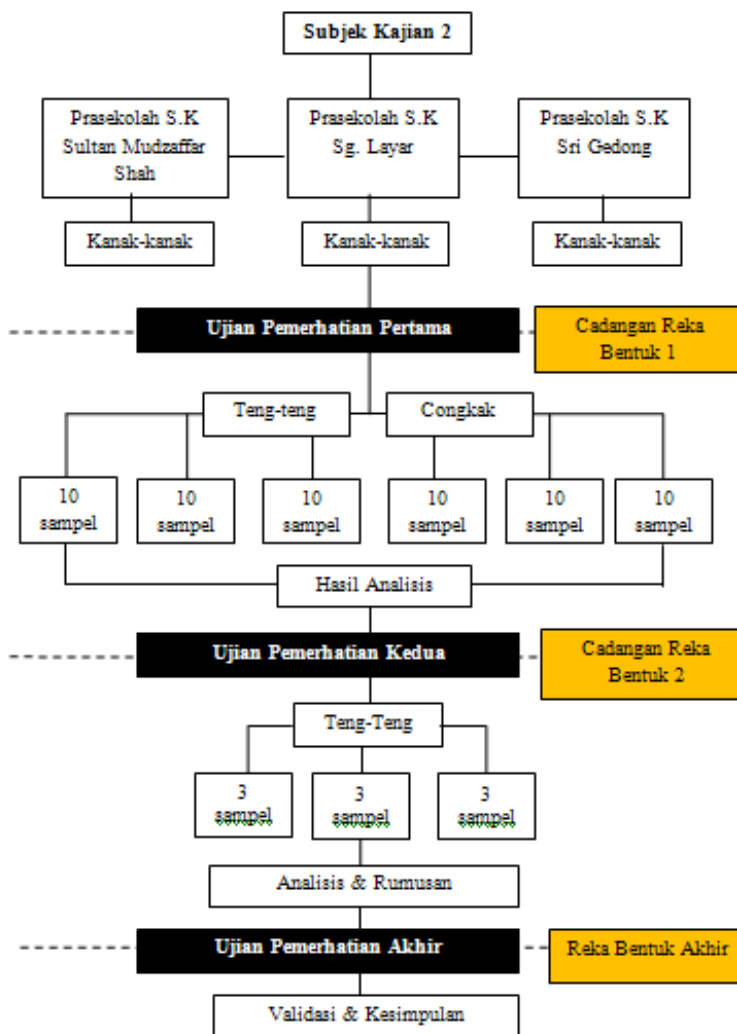 Subjek Kajian 2
Prasekolah S.K
Sultan Mudzaffar
Shah
Prasekolah S.K
Sg. Layar
Prasekolah S.K
Sri Gedong
Kanak-kanak
Kanak-kanak
Kanak-kanak
Ujian Pemerhatian Pertama
Cadangan Reka
Bentuk 1
Teng-teng
Congkak
10
sampel
10
sampel
10
sampel
10
sampel
10
sampel
10
sampel
Hasil Analisis
Ujian Pemerhatian Kedua
Cadangan Reka
Bentuk 2
Teng-Teng
3
sampel
3
sampel
3
sampel
Analisis & Rumusan
Ujian Pemerhatian Akhir
Reka Bentuk Akhir
Validasi & Kesimpulan